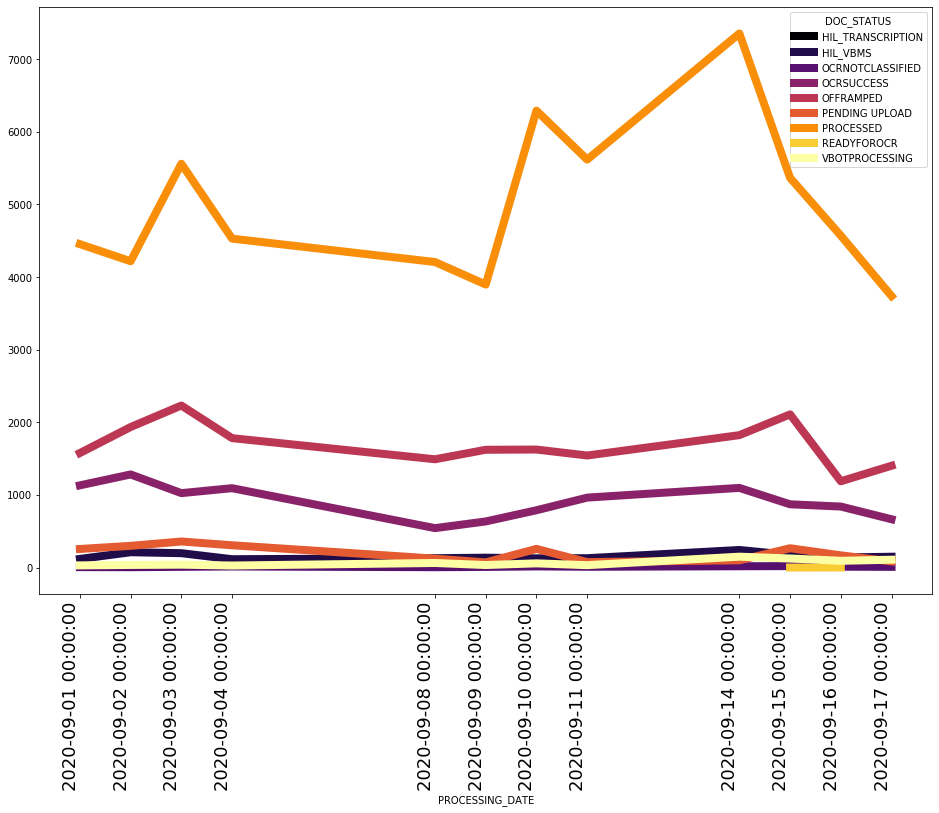 DOC_STATUS
HIL_TRANSCRIPTION
HIL_VBMS
OCRNOTCLASSIFIED
OCRSUCCESS
OFFRAMPED
PENDING UPLOAD
PROCESSED
READYFOROCR
VBOTPROCESSING
7000
6000
5000
4000
3000
2000
1000
0
2020-09-01 00:00:00
2020-09-02 00:00:00
2020-09-03 00:00:00
2020-09-04 00:00:00
2020-09-08 00:00:00
2020-09-09 00:00:00
2020-09-10 00:00:00
2020-09-11 00:00:00
2020-09-14 00:00:00
2020-09-15 00:00:00
2020-09-16 00:00:00
2020-09-17 00:00:00
PROCESSING_DATE